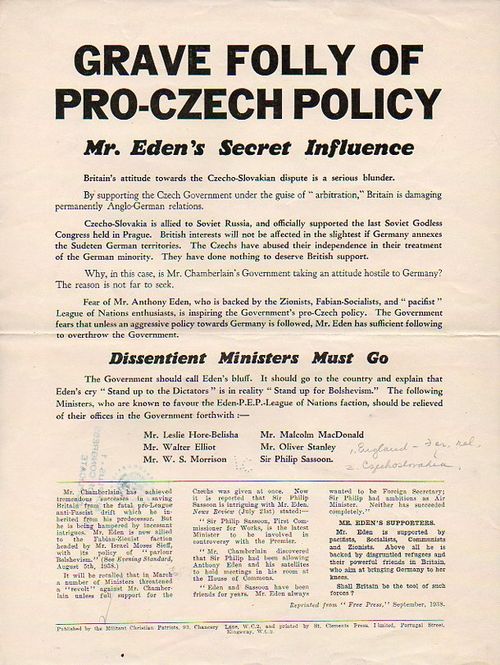 GRAVE FOLLY OF
PRO-CZECH POLICY
Mr. Eden's Secret Influence
Britain's attitude towards the Czecho-Slovakian dispute is a serious blunder.
By supporting the Czech Government under the guise of " arbitration," Britain is damaging
permanently Anglo-German relations.
Czecho-Slovakia is allied to Soviet Russia, and officially supported the last Soviet Godless
Congress held in Prague. British interests will not be affected in the slightest if Germany annexes
the Sudeten German territories. The Czechs have abused their independence in their treatment
of the German minority. They have done nothing to deserve British support.
Why, in this case, is Mr. Chamberlain's Government taking an attitude hostile to Germany?
The reason is not far to seek.
Fear of Mr. Anthony Eden, who is backed by the Zionists, Fabian-Socialists, and " pacifist "
League of Nations enthusiasts, is inspiring the Government's pro-Czech policy. The Government
fears that unless an aggressive policy towards Germany is followed, Mr. Eden has sufficient following
to overthrow the Government.
Dissentient Ministers Must Go
The Government should call Eden's bluff. It should go to the country and explain that
Eden's cry " Stand up to the Dictators " is in reality " Stand up for Bolshevism." The following
Ministers, who are known to favour the Eden-P.E.P.-League of Nations faction, should be relieved
of their offices in the Government forthwith :—
Mr. Leslie Hore-Belisha
Mr. Walter Elliot
Mr. W. S. Morrison
Mr. Malcolm MacDonald
Mr. Oliver Stanley
Sir Philip Sassoon.
England - For. rel.
2. Czechoslovakia.
Mr. Chamberlain has achieved
tremendous successes in saving
Britain from the fatal pro-League
anti-Fascist drift which he in-
herited from his predecessor. But
he is being hampered by incessant
intrigues. Mr. Eden is now allied
to the Fabian-Zionist faction
headed by Mr. Israel Moses Sieff,
with its policy of " parlour
Bolshevism." (See Evening Standard,
August 5th, 1938.)
It will be recalled that in March
a number of Ministers threatened
a " revolt " against Mr. Chamber-
lain unless full support for the
Czechs was given at once. Now
it is reported that Sir Philip
Sassoon is intriguing with Mr. Eden.
News Review (July 21st) stated:—
" Sir Philip Sassoon, First Com-
missioner for Works, is the latest
Minister to be involved in
controversy with the Premier.
" Mr. Chamberlain discovered
that Sir Philip had been allowing
Anthony Eden and his satellites
to hold meetings in his room at
the House of Commons.
" Eden and Sassoon have been
friends for years. Mr. Eden always
wanted to be Foreign Secretary;
Sir Philip had ambitions as Air
Minister. Neither has succeeded
completely."
MR. EDEN'S SUPPORTERS.
Mr. Eden is supported by
pacifists, Socialists, Communists
and Zionists. Above all he is
backed by disgruntled refugees and
their powerful friends in Britain,
who aim at bringing Germany to her
knees.
Shall Britain be the tool of such
forces ?
Reprinted from " Free Press," September, 1938.
Published by the Militant Christian Patriots, 93, Chancery Lane, W.C.2, and printed by St. Clements Press, Limited, Portugal Street,
Kingsway, W.C.2.